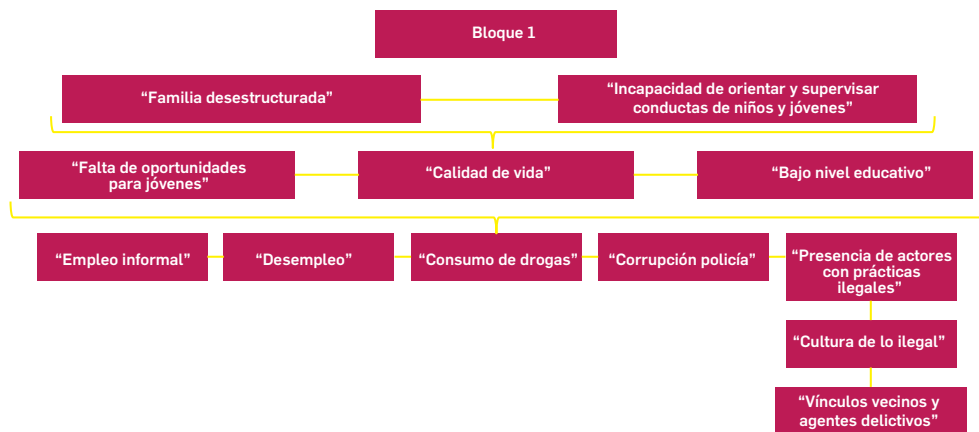 Bloque 1
“Familia desestructurada”
“Incapacidad de orientar y supervisar
conductas de niños y jóvenes”
“Falta de oportunidades
para jóvenes”
“Calidad de vida”
“Bajo nivel educativo”
“Empleo informal”
“Desempleo”
“Consumo de drogas”
“Corrupción policía”
“Presencia de actores
con prácticas
ilegales”
“Cultura de lo ilegal”
“Vínculos vecinos y
agentes delictivos”